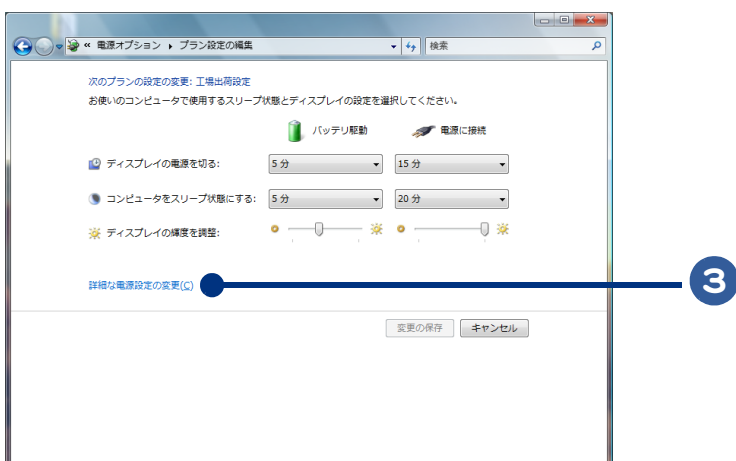 « 電源オプション ▸ プラン設定の編集
検索
次のプランの設定の変更: 工場出荷設定
お使いのコンピュータで使用するスリープ状態とディスプレイの設定を選択してください。
バッテリ駆動 電源に接続
ディスプレイの電源を切る: 5 分 15 分
コンピュータをスリープ状態にする: 5 分 20 分
ディスプレイの輝度を調整:
詳細な電源設定の変更(C)
3
変更の保存 キャンセル